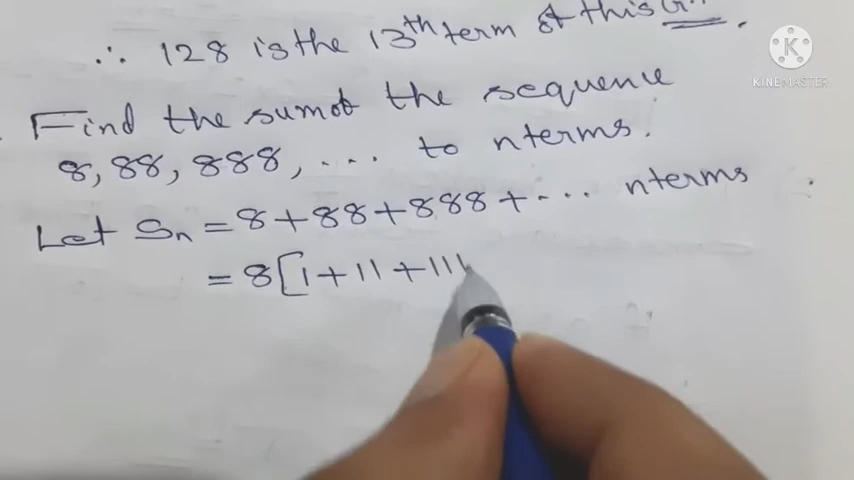 ∴ 128 is the 13th term of this G.P.
KINEMASTER
Find the sum of the sequence
8, 88, 888, .... to n terms.
Let Sn = 8 + 88 + 888 + ... n terms
= 8[1 + 11 + 111